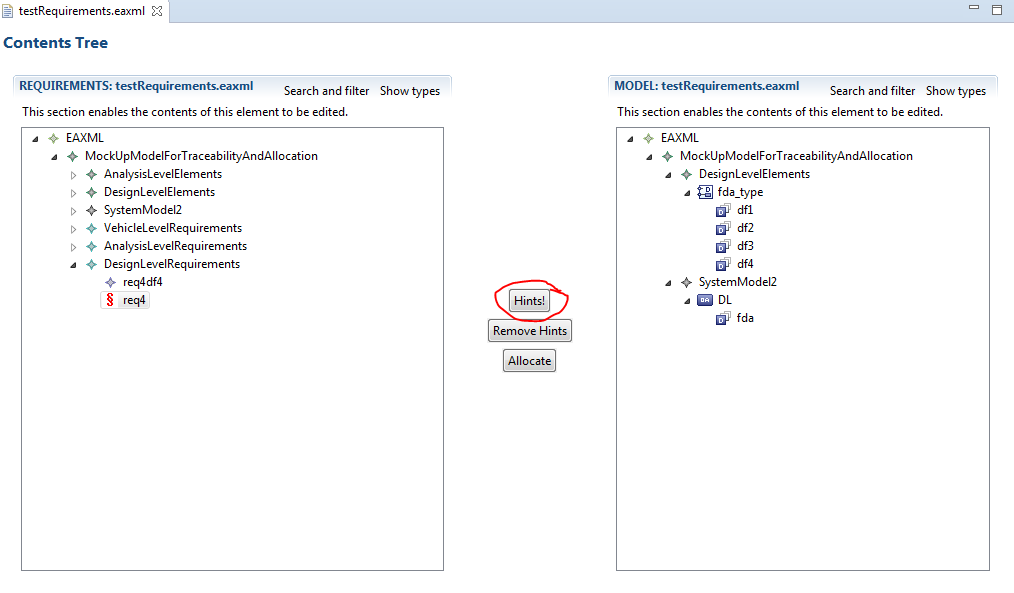 testRequirements.eaxml
Contents Tree
REQUIREMENTS: testRequirements.eaxml
Search and filter Show types
This section enables the contents of this element to be edited.
EAXML
MockUpModelForTraceabilityAndAllocation
AnalysisLevelElements
DesignLevelElements
SystemModel2
VehicleLevelRequirements
AnalysisLevelRequirements
DesignLevelRequirements
req4df4
req4
Hints!
Remove Hints
Allocate
MODEL: testRequirements.eaxml
Search and filter Show types
This section enables the contents of this element to be edited.
EAXML
MockUpModelForTraceabilityAndAllocation
DesignLevelElements
fda_type
df1
df2
df3
df4
SystemModel2
DL
fda